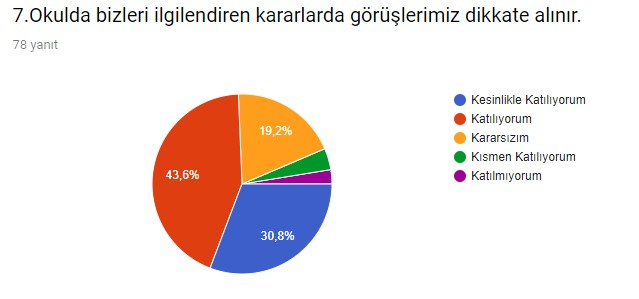 7.Okulda bizleri ilgilendiren kararlarda görüşlerimiz dikkate alınır.
78 yanıt
Kesinlikle Katılıyorum
Katılıyorum
Kararsızım
Kısmen Katılıyorum
Katılmıyorum
19,2%
43,6%
30,8%